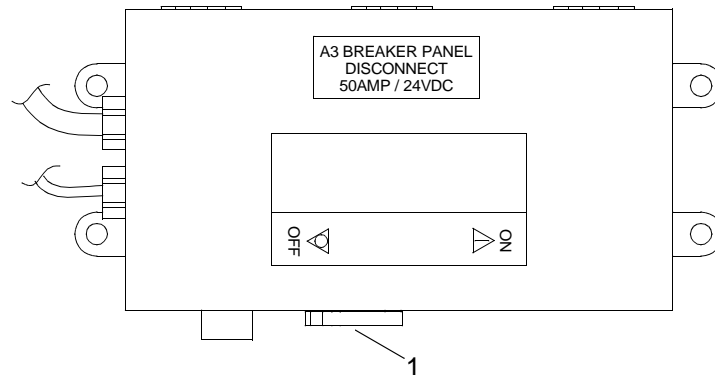 A3 BREAKER PANEL
DISCONNECT
50AMP / 24VDC
OFF
ON
1